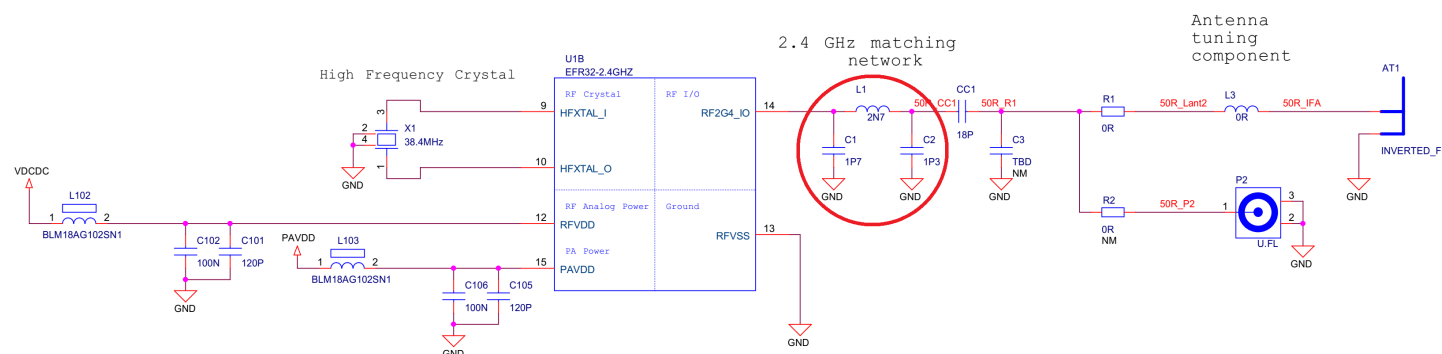 Antenna
tuning
component
2.4 GHz matching
network
High Frequency Crystal
U1B
EFR32-2.4GHZ
RF Crystal
RF I/O
HFXTAL_I
HFXTAL_O
RF2G4_IO
RF Analog Power
Ground
RFVDD
RFVSS
PA Power
PAVDD
9
10
12
15
14
13
3
2
4
1
X1
38.4MHz
GND
VDCDC
L102
1
2
BLM18AG102SN1
C102
100N
C101
120P
GND
PAVDD
L103
1
2
BLM18AG102SN1
C106
100N
C105
120P
GND
GND
L1
2N7
C1
1P7
GND
C2
1P3
GND
50R_CC1
CC1
18P
50R_R1
C3
TBD
NM
GND
R1
0R
50R_Lant2
L3
0R
50R_IFA
AT1
INVERTED_F
GND
R2
0R
NM
50R_P2
P2
1
3
2
U.FL
GND